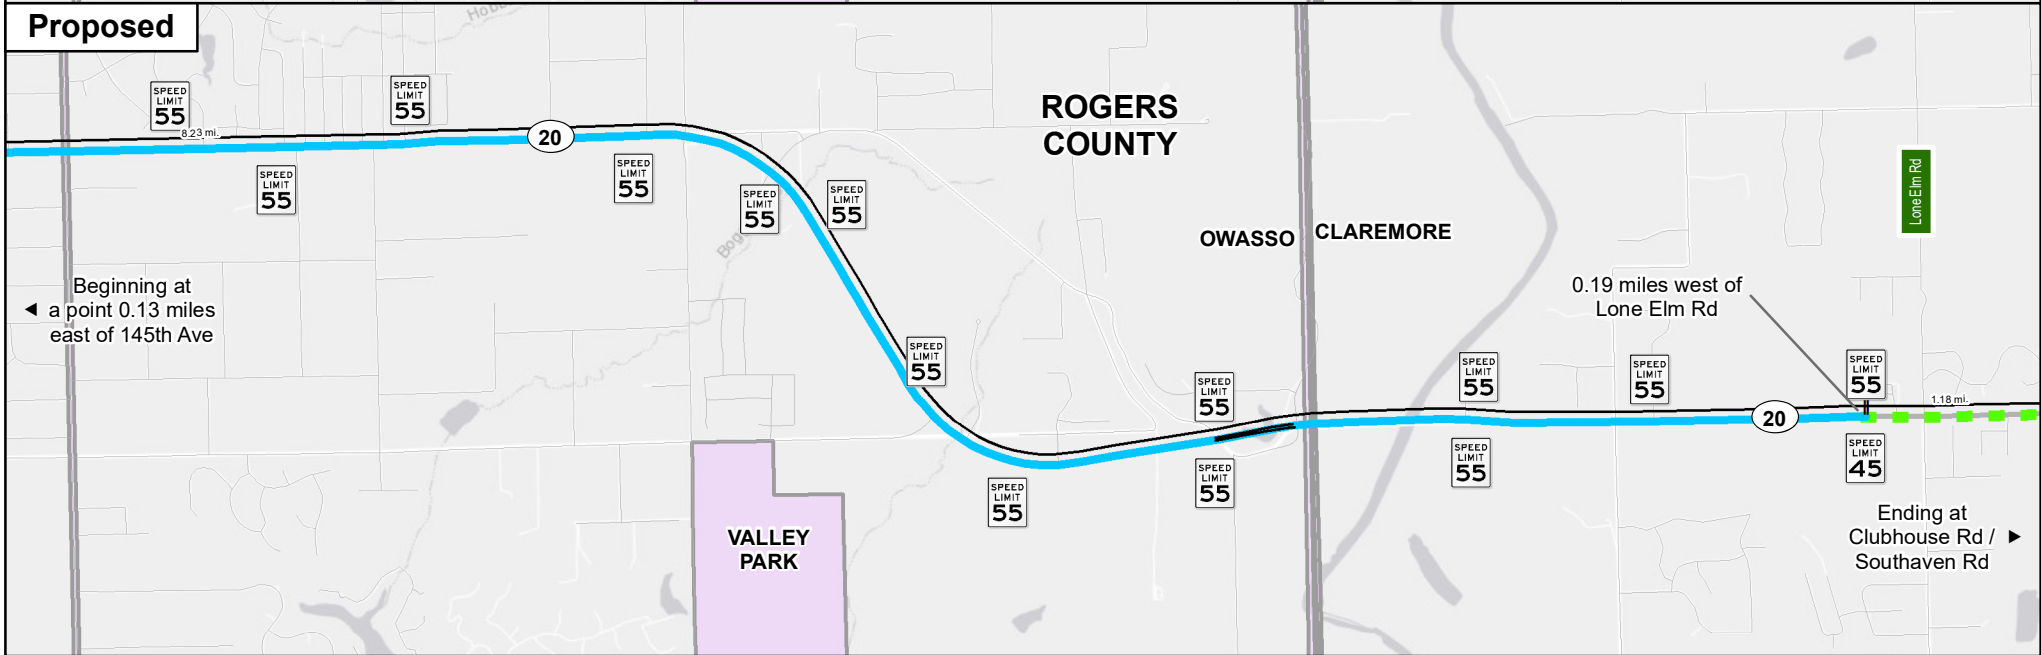 Proposed
Hobb
SPEED
LIMIT
55
SPEED
LIMIT
55
8.23 mi.
20
SPEED
LIMIT
55
SPEED
LIMIT
55
SPEED
LIMIT
55
SPEED
LIMIT
55
Bog
ROGERS
COUNTY
OWASSO
CLAREMORE
Lone Elm Rd
Beginning at
◄ a point 0.13 miles
east of 145th Ave
0.19 miles west of
Lone Elm Rd
SPEED
LIMIT
55
SPEED
LIMIT
55
SPEED
LIMIT
55
SPEED
LIMIT
55
SPEED
LIMIT
55
20
1.18 mi.
SPEED
LIMIT
55
SPEED
LIMIT
55
SPEED
LIMIT
55
SPEED
LIMIT
45
VALLEY
PARK
Ending at
Clubhouse Rd / ►
Southaven Rd